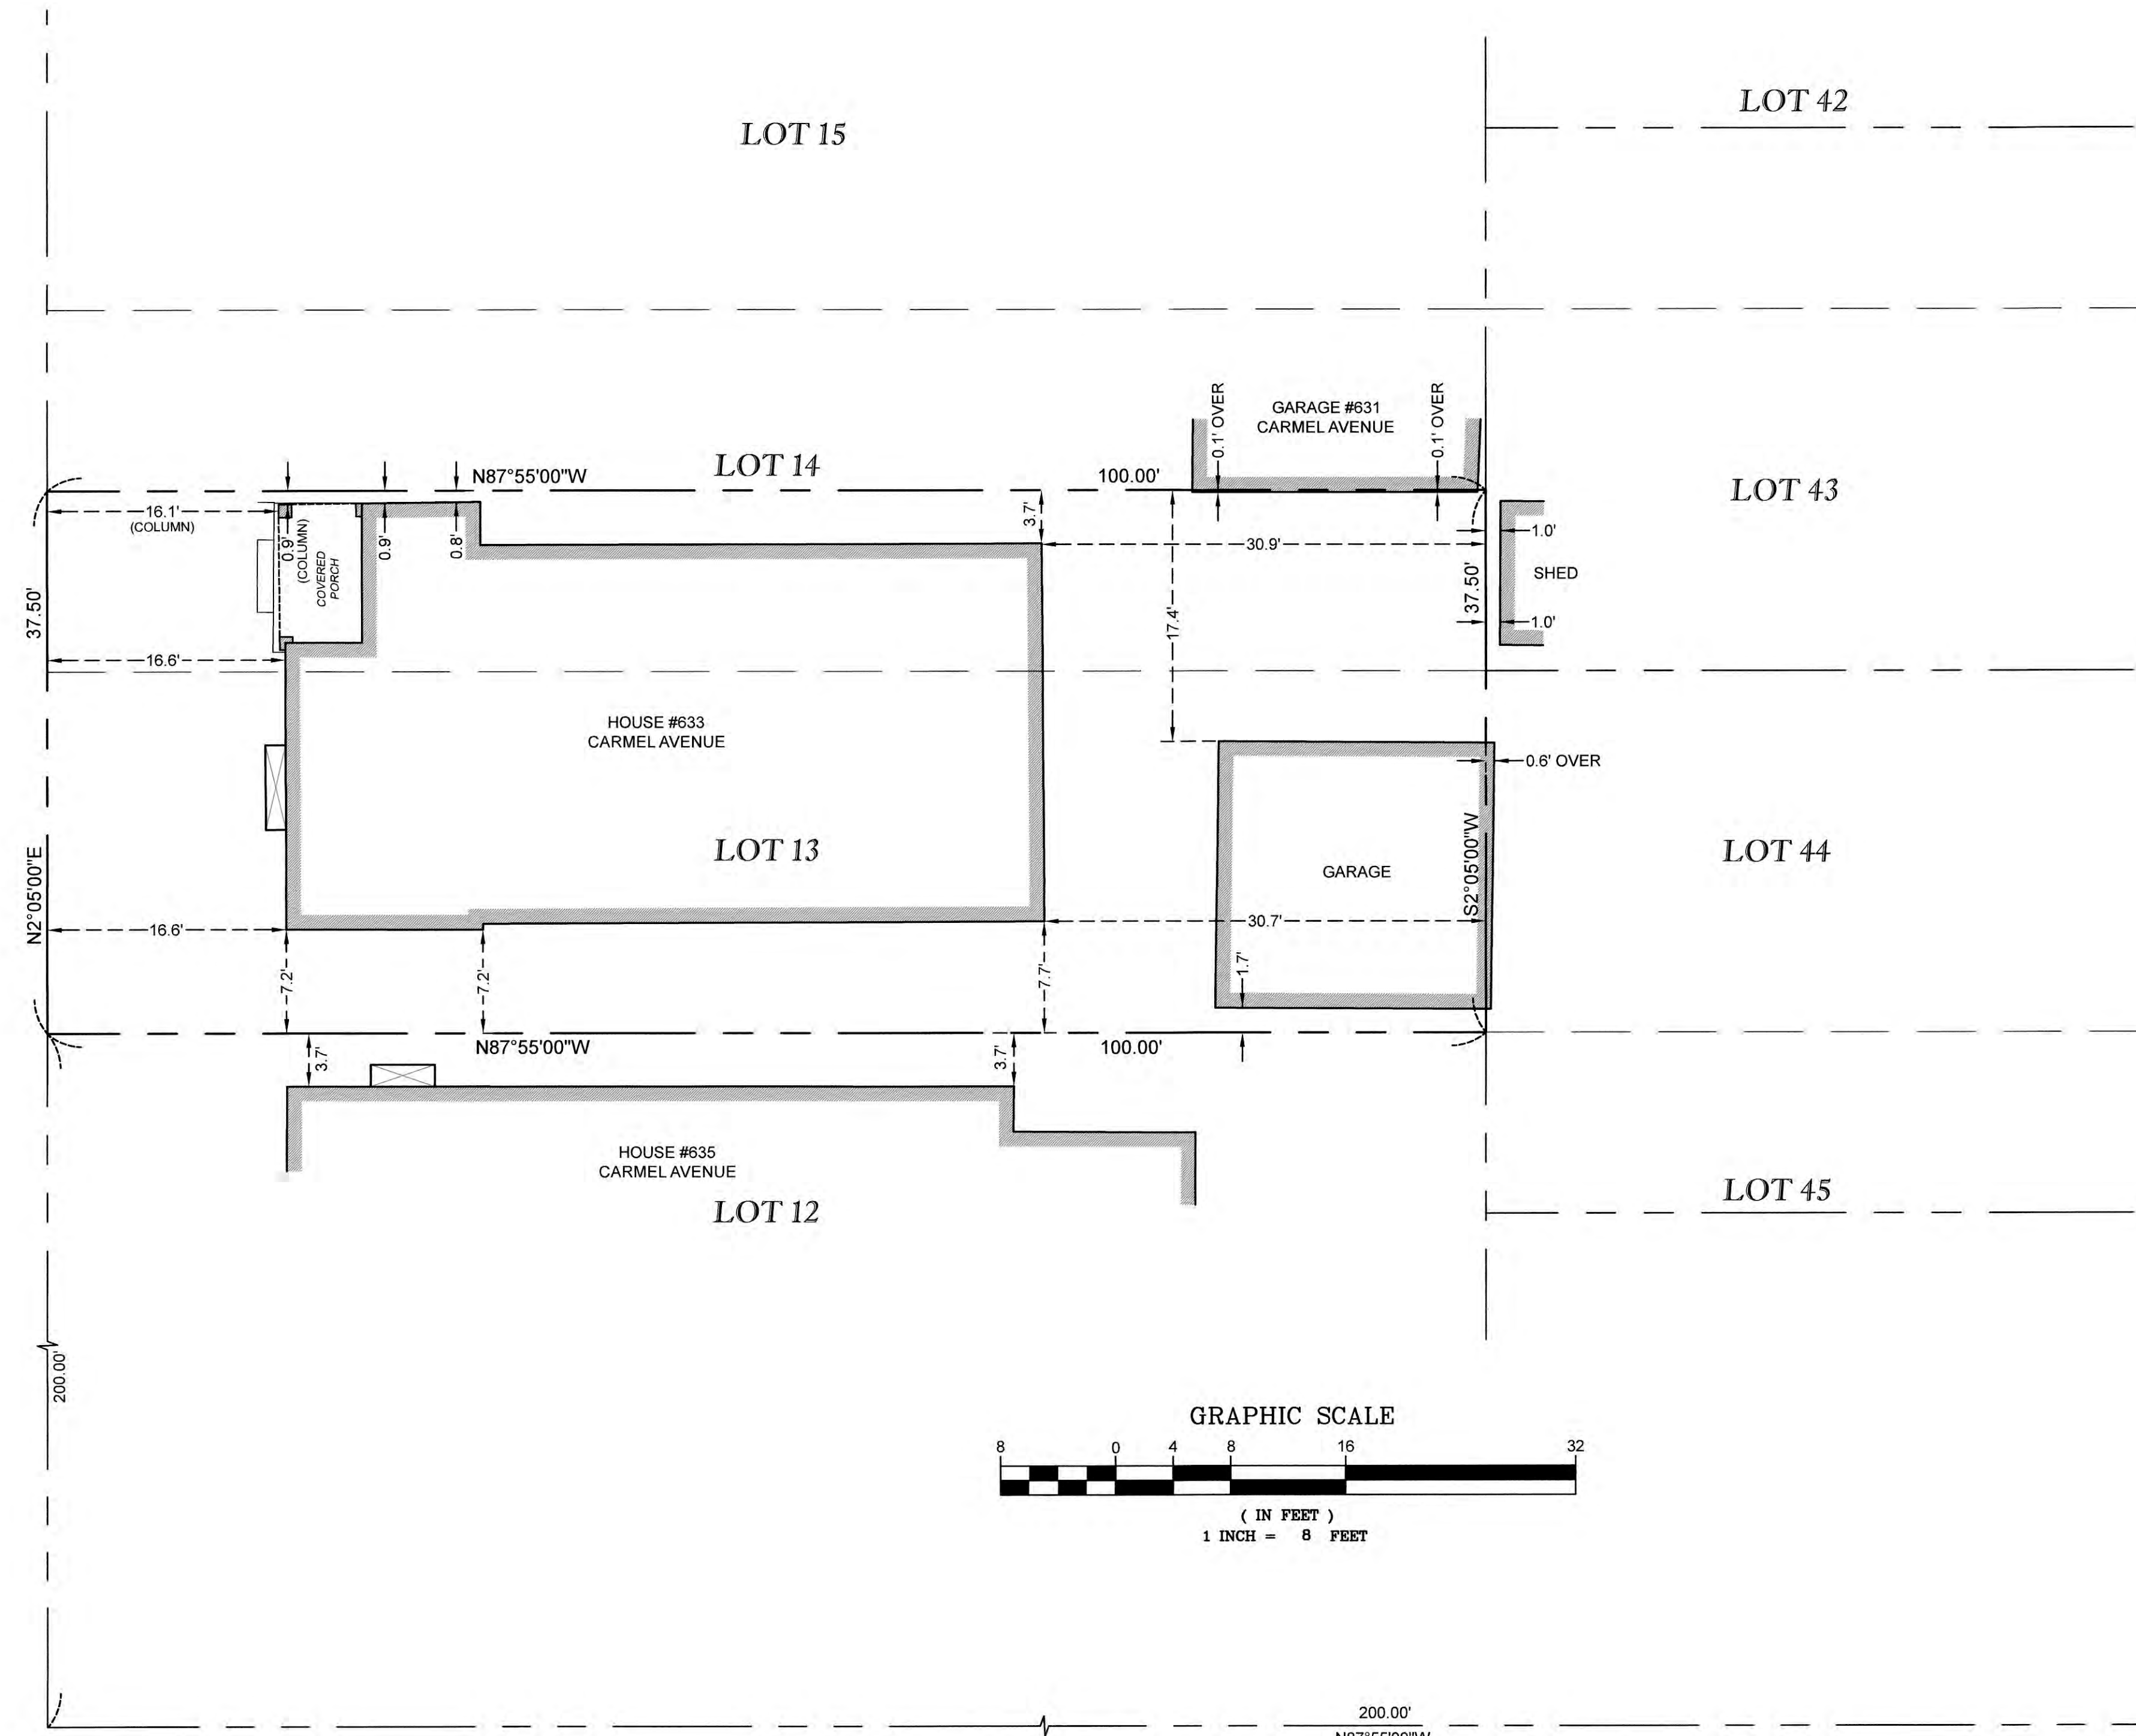 LOT 42
LOT 15
GARAGE #631
CARMEL AVENUE
0.1' OVER
0.1' OVER
LOT 14
N87°55'00"W
100.00'
LOT 43
16.1'
(COLUMN)
0.9'
(COLUMN)
COVERED
PORCH
0.9'
0.8'
3.7'
30.9'
1.0'
SHED
1.0'
37.50'
37.50'
17.4'
16.6'
HOUSE #633
CARMEL AVENUE
0.6' OVER
LOT 13
LOT 44
GARAGE
S2°05'00"W
N2°05'00"E
16.6'
30.7'
7.2'
7.2'
7.7'
1.7'
N87°55'00"W
100.00'
3.7'
3.7'
HOUSE #635
CARMEL AVENUE
LOT 12
LOT 45
200.00'
GRAPHIC SCALE
8 0 4 8 16 32
( IN FEET )
1 INCH = 8 FEET
200.00'
N87°55'00"W